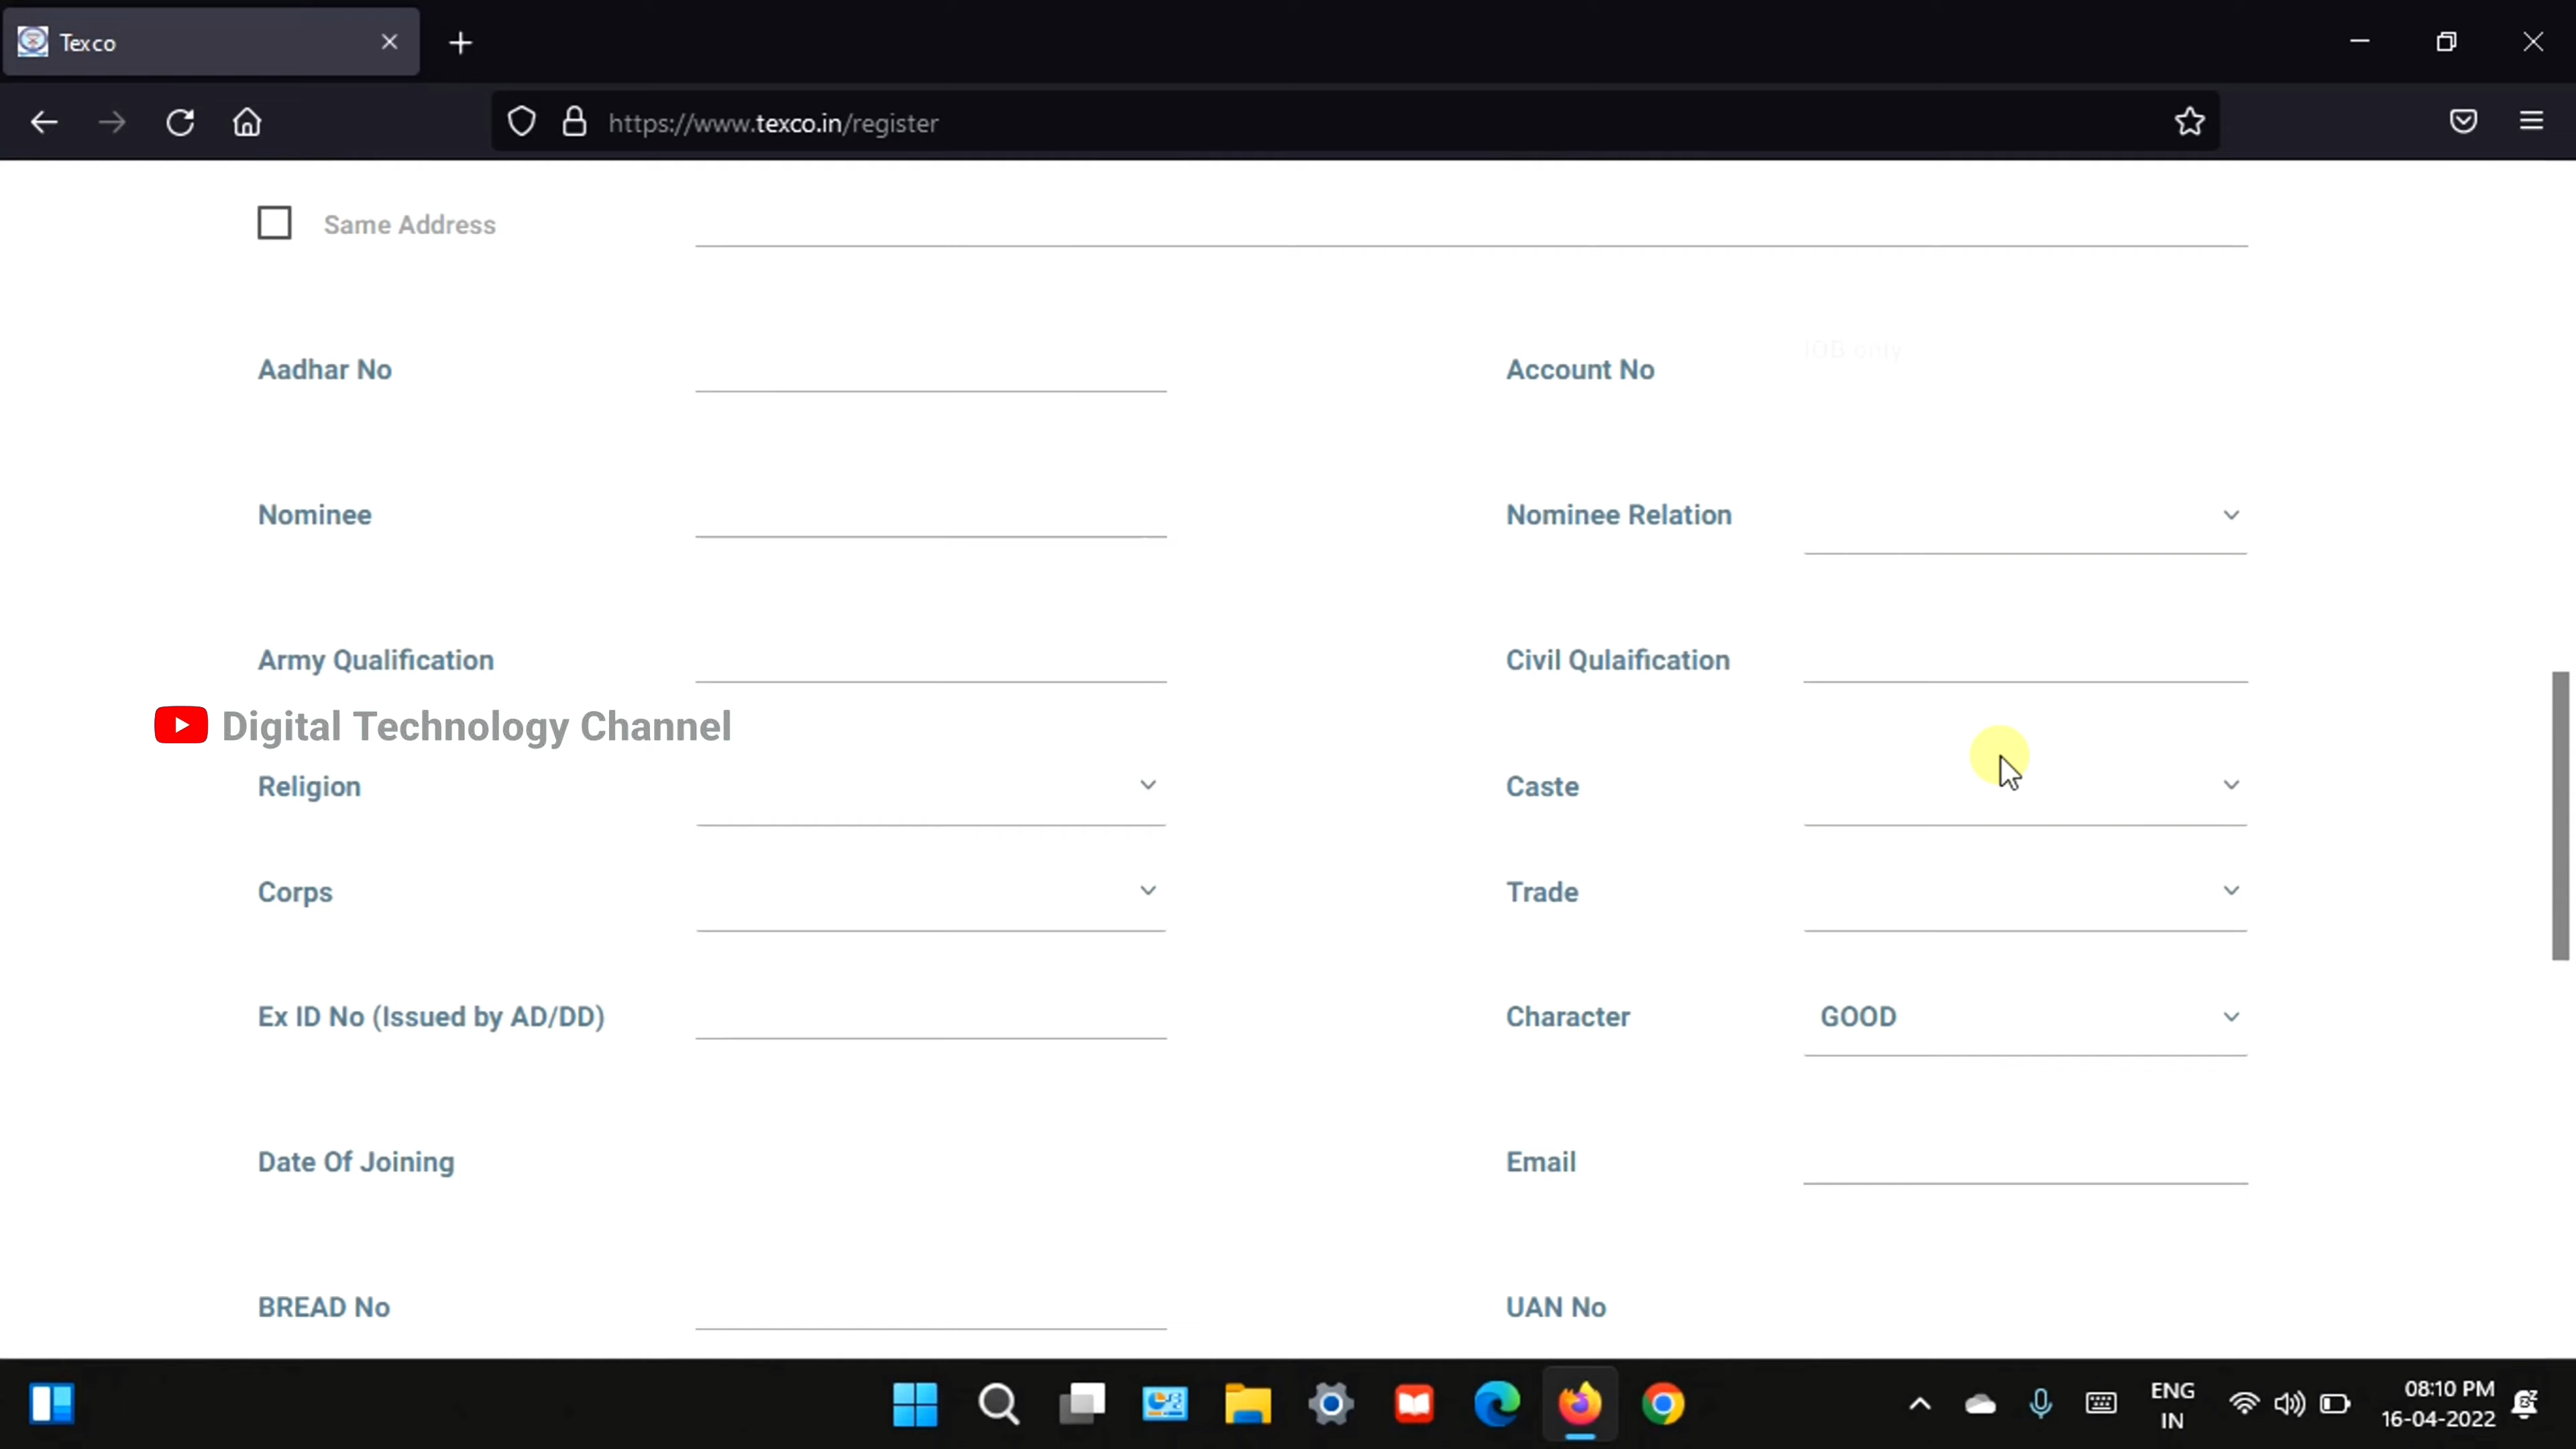 Texco
https://www.texco.in/register
Same Address
Aadhar No
Account No
IOB only
Nominee
Nominee Relation
Army Qualification
Civil Qulaification
Digital Technology Channel
Religion
Caste
Corps
Trade
Ex ID No (Issued by AD/DD)
Character
GOOD
Date Of Joining
Email
BREAD No
UAN No
ENG
IN
08:10 PM
16-04-2022